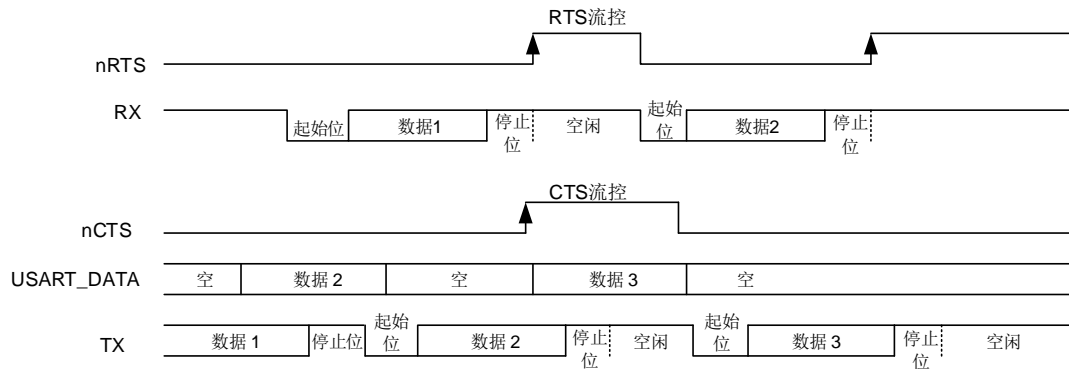 RTS流控
nRTS
RX
起始位
数据1
停止
位
空闲
起始
位
数据2
停止
位
CTS流控
nCTS
USART_DATA
空
数据 2
空
数据 3
空
TX
数据 1
停止位
起始
位
数据 2
停止
位
空闲
起始
位
数据 3
停止
位
空闲